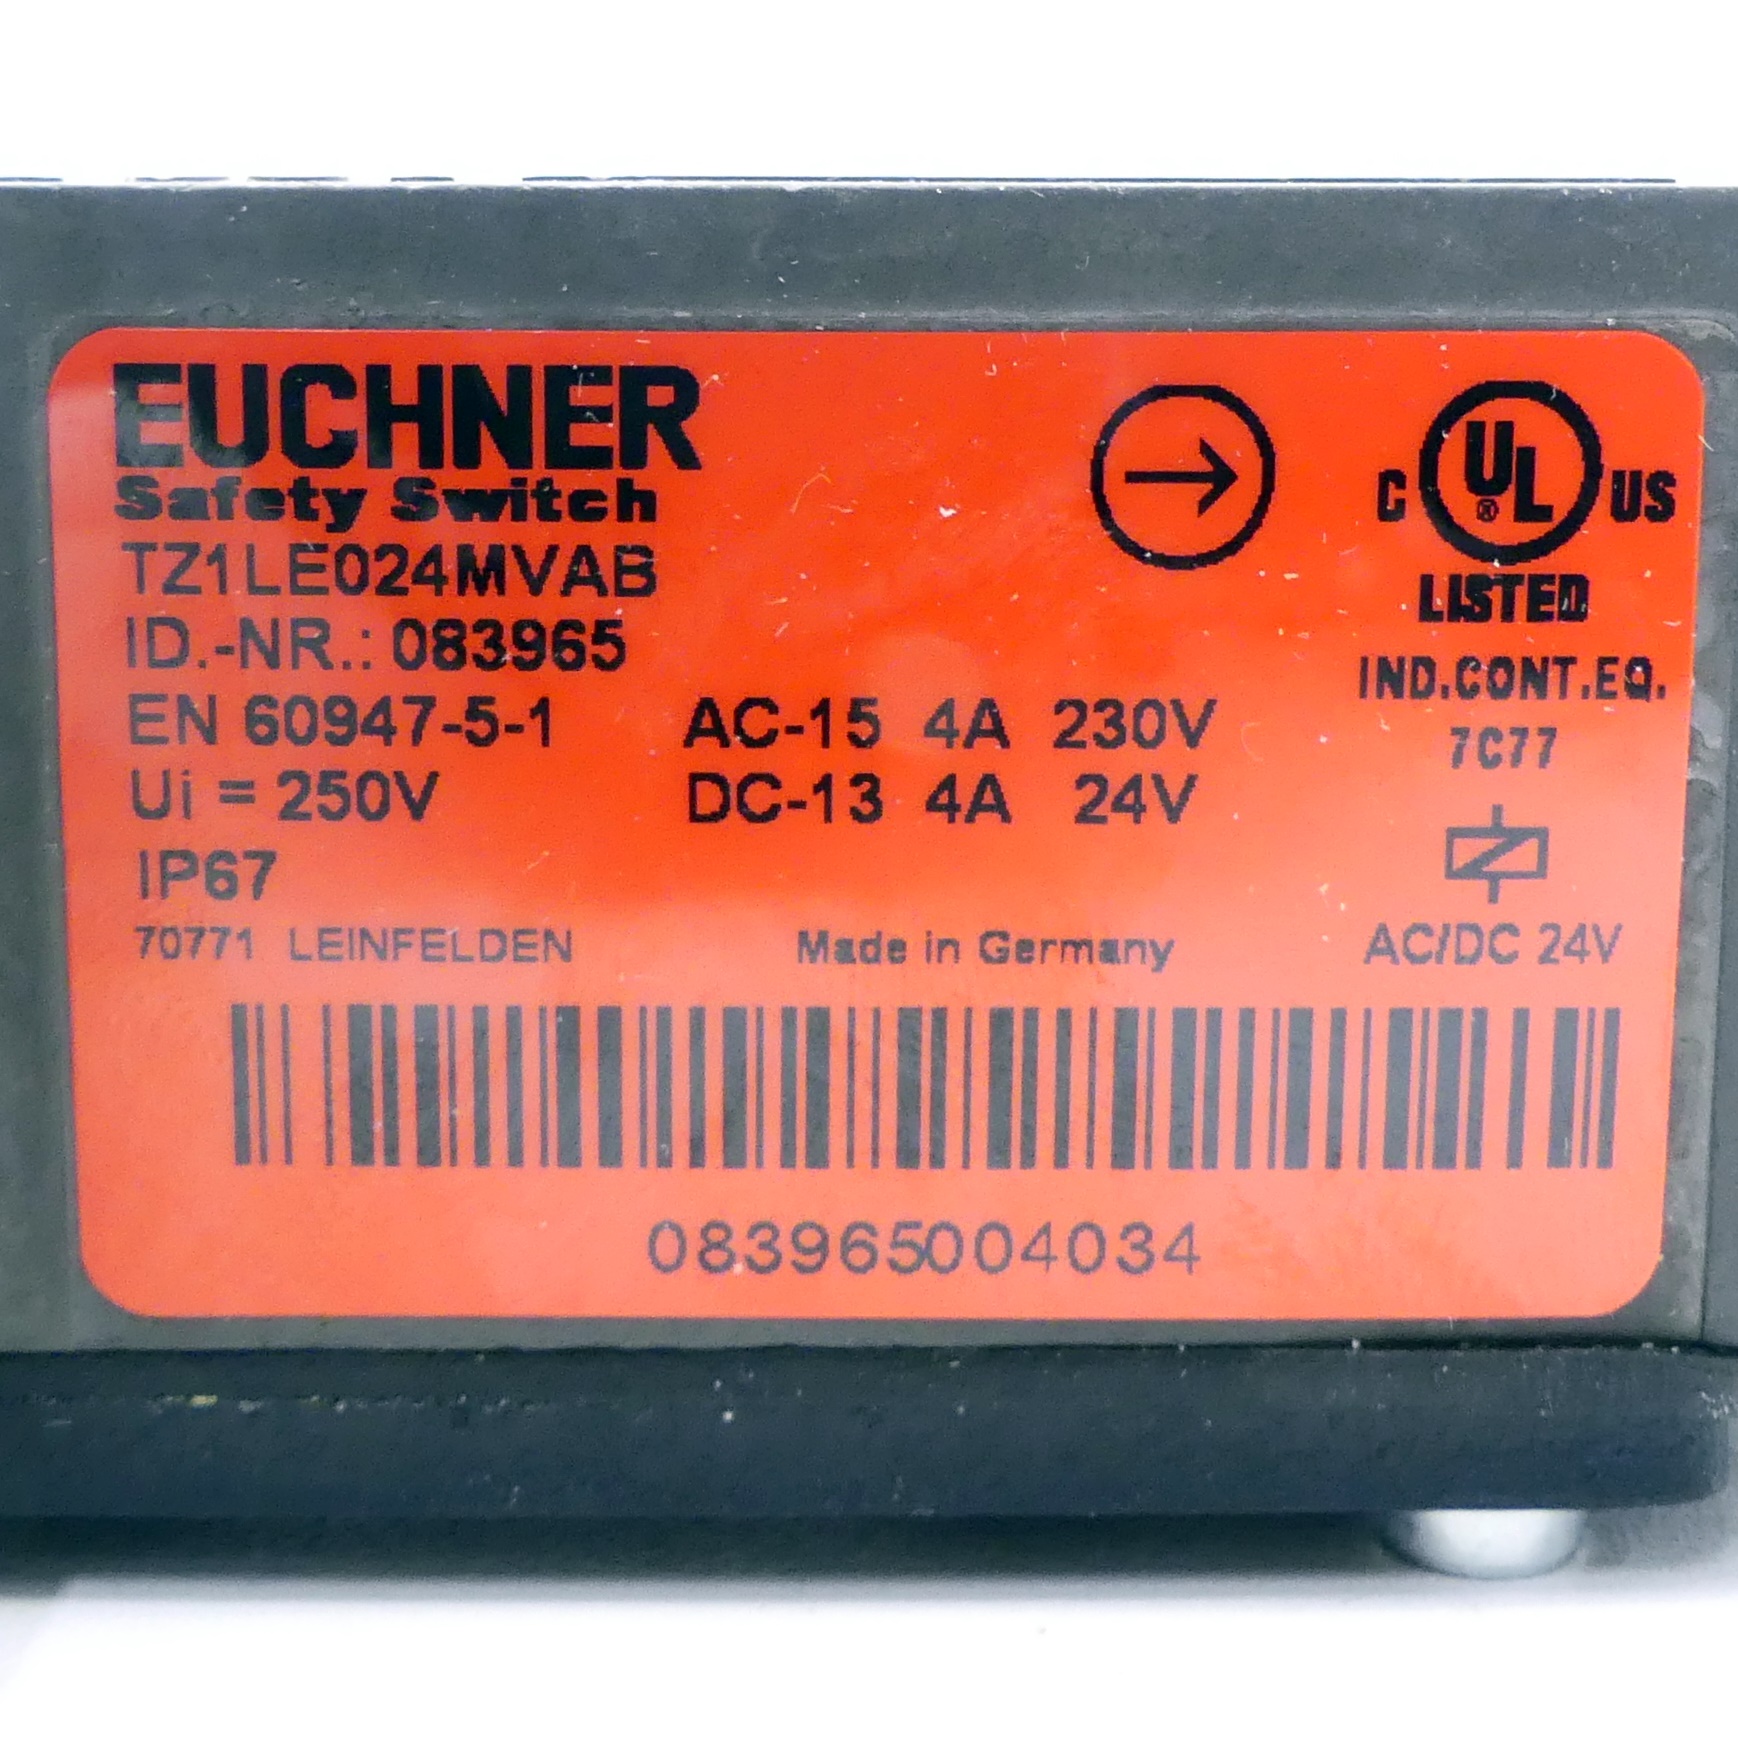 EUCHNER
Safety Switch
TZ1LE024MVAB
ID.-NR.: 083965
EN 60947-5-1 AC-15 4A 230V
Ui = 250V DC-13 4A 24V
IP67
70771 LEINFELDEN Made in Germany
C UL® US
LISTED
IND.CONT.EQ.
7C77
AC/DC 24V
083965004034